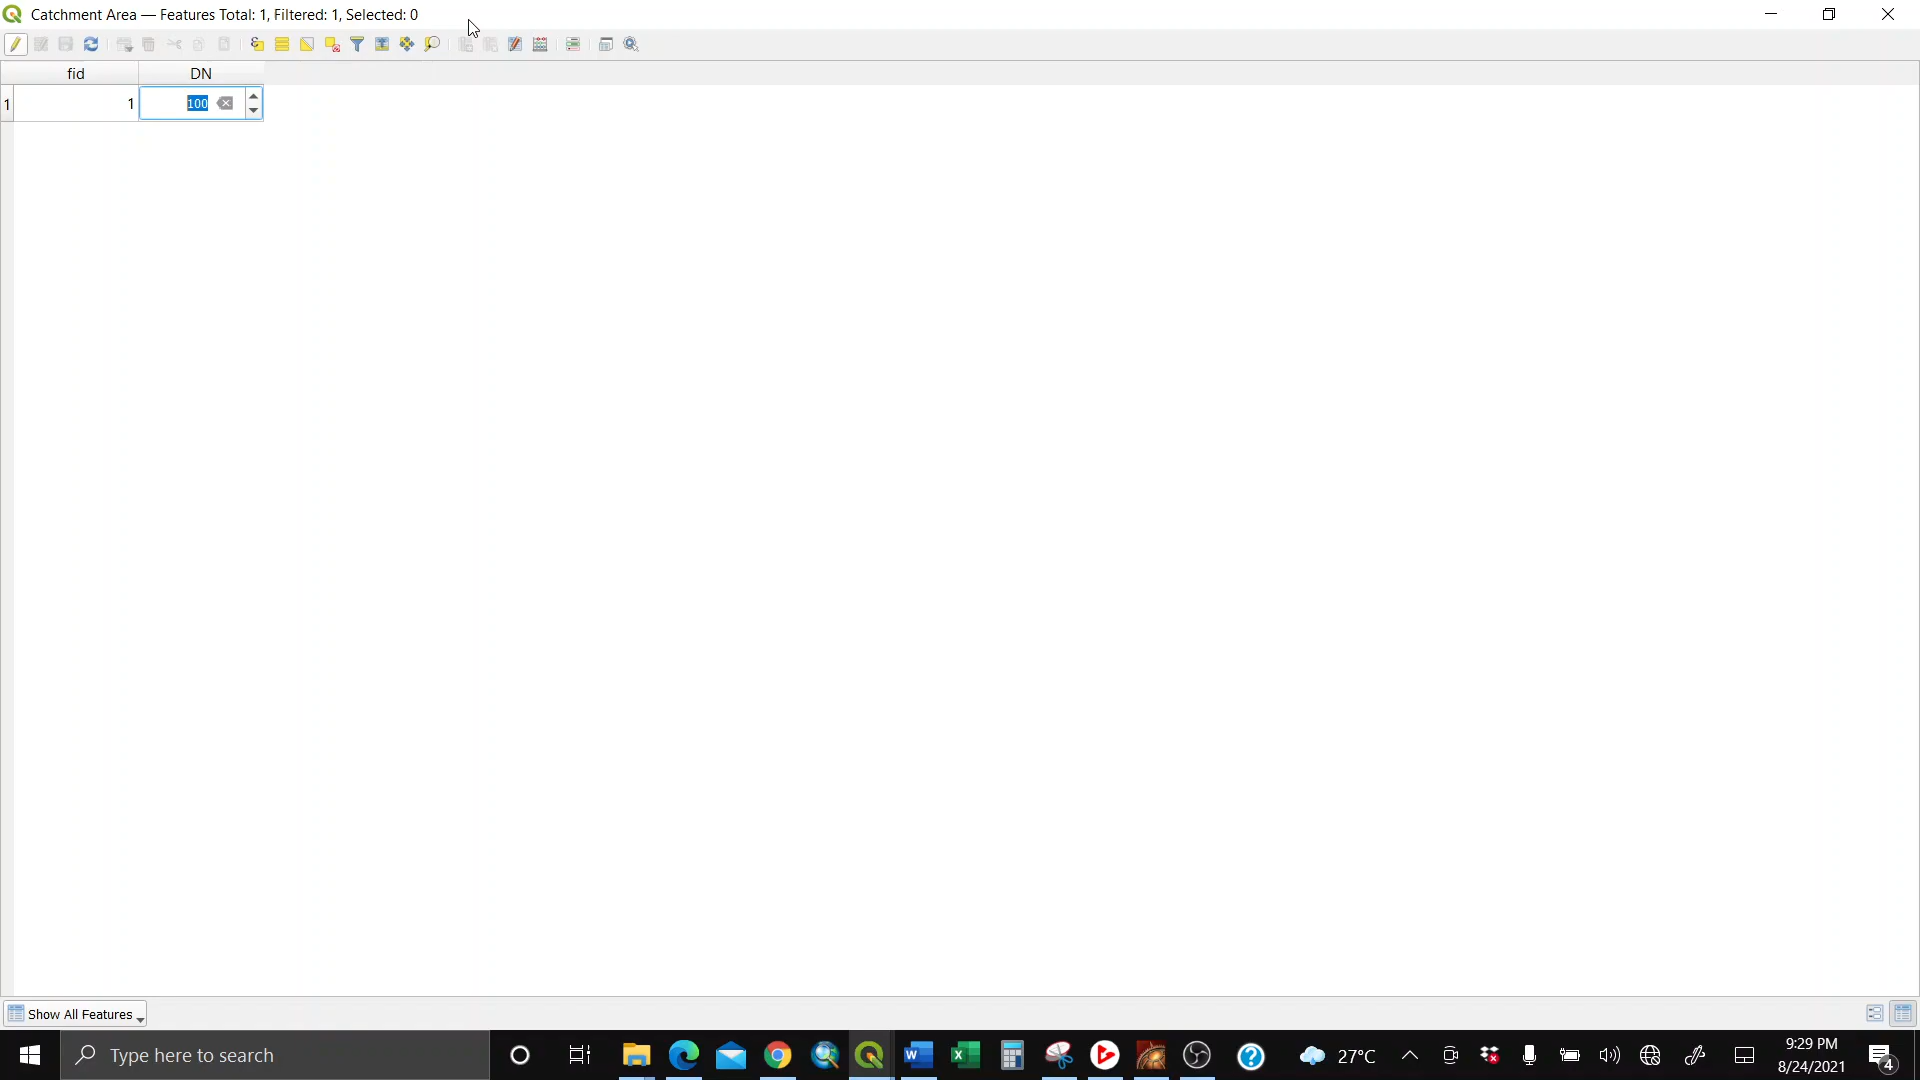 Catchment Area — Features Total: 1, Filtered: 1, Selected: 0
fid DN
1 1 100
Show All Features
Type here to search
27°C
9:29 PM
8/24/2021
4